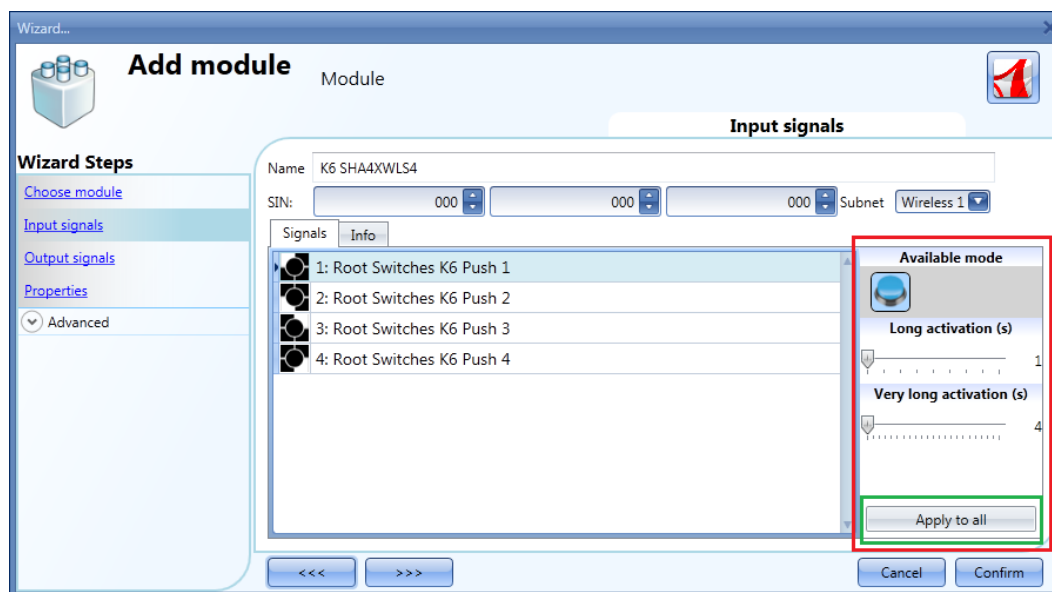 Wizard...
Add module
Module
Input signals
Wizard Steps
Choose module
Input signals
Output signals
Properties
Advanced
Name K6 SHA4XWLS4
SIN: 000 000 000 Subnet Wireless 1
Signals Info
1: Root Switches K6 Push 1
2: Root Switches K6 Push 2
3: Root Switches K6 Push 3
4: Root Switches K6 Push 4
Available mode
Long activation (s)
1
Very long activation (s)
4
Apply to all
<<< >>> Cancel Confirm